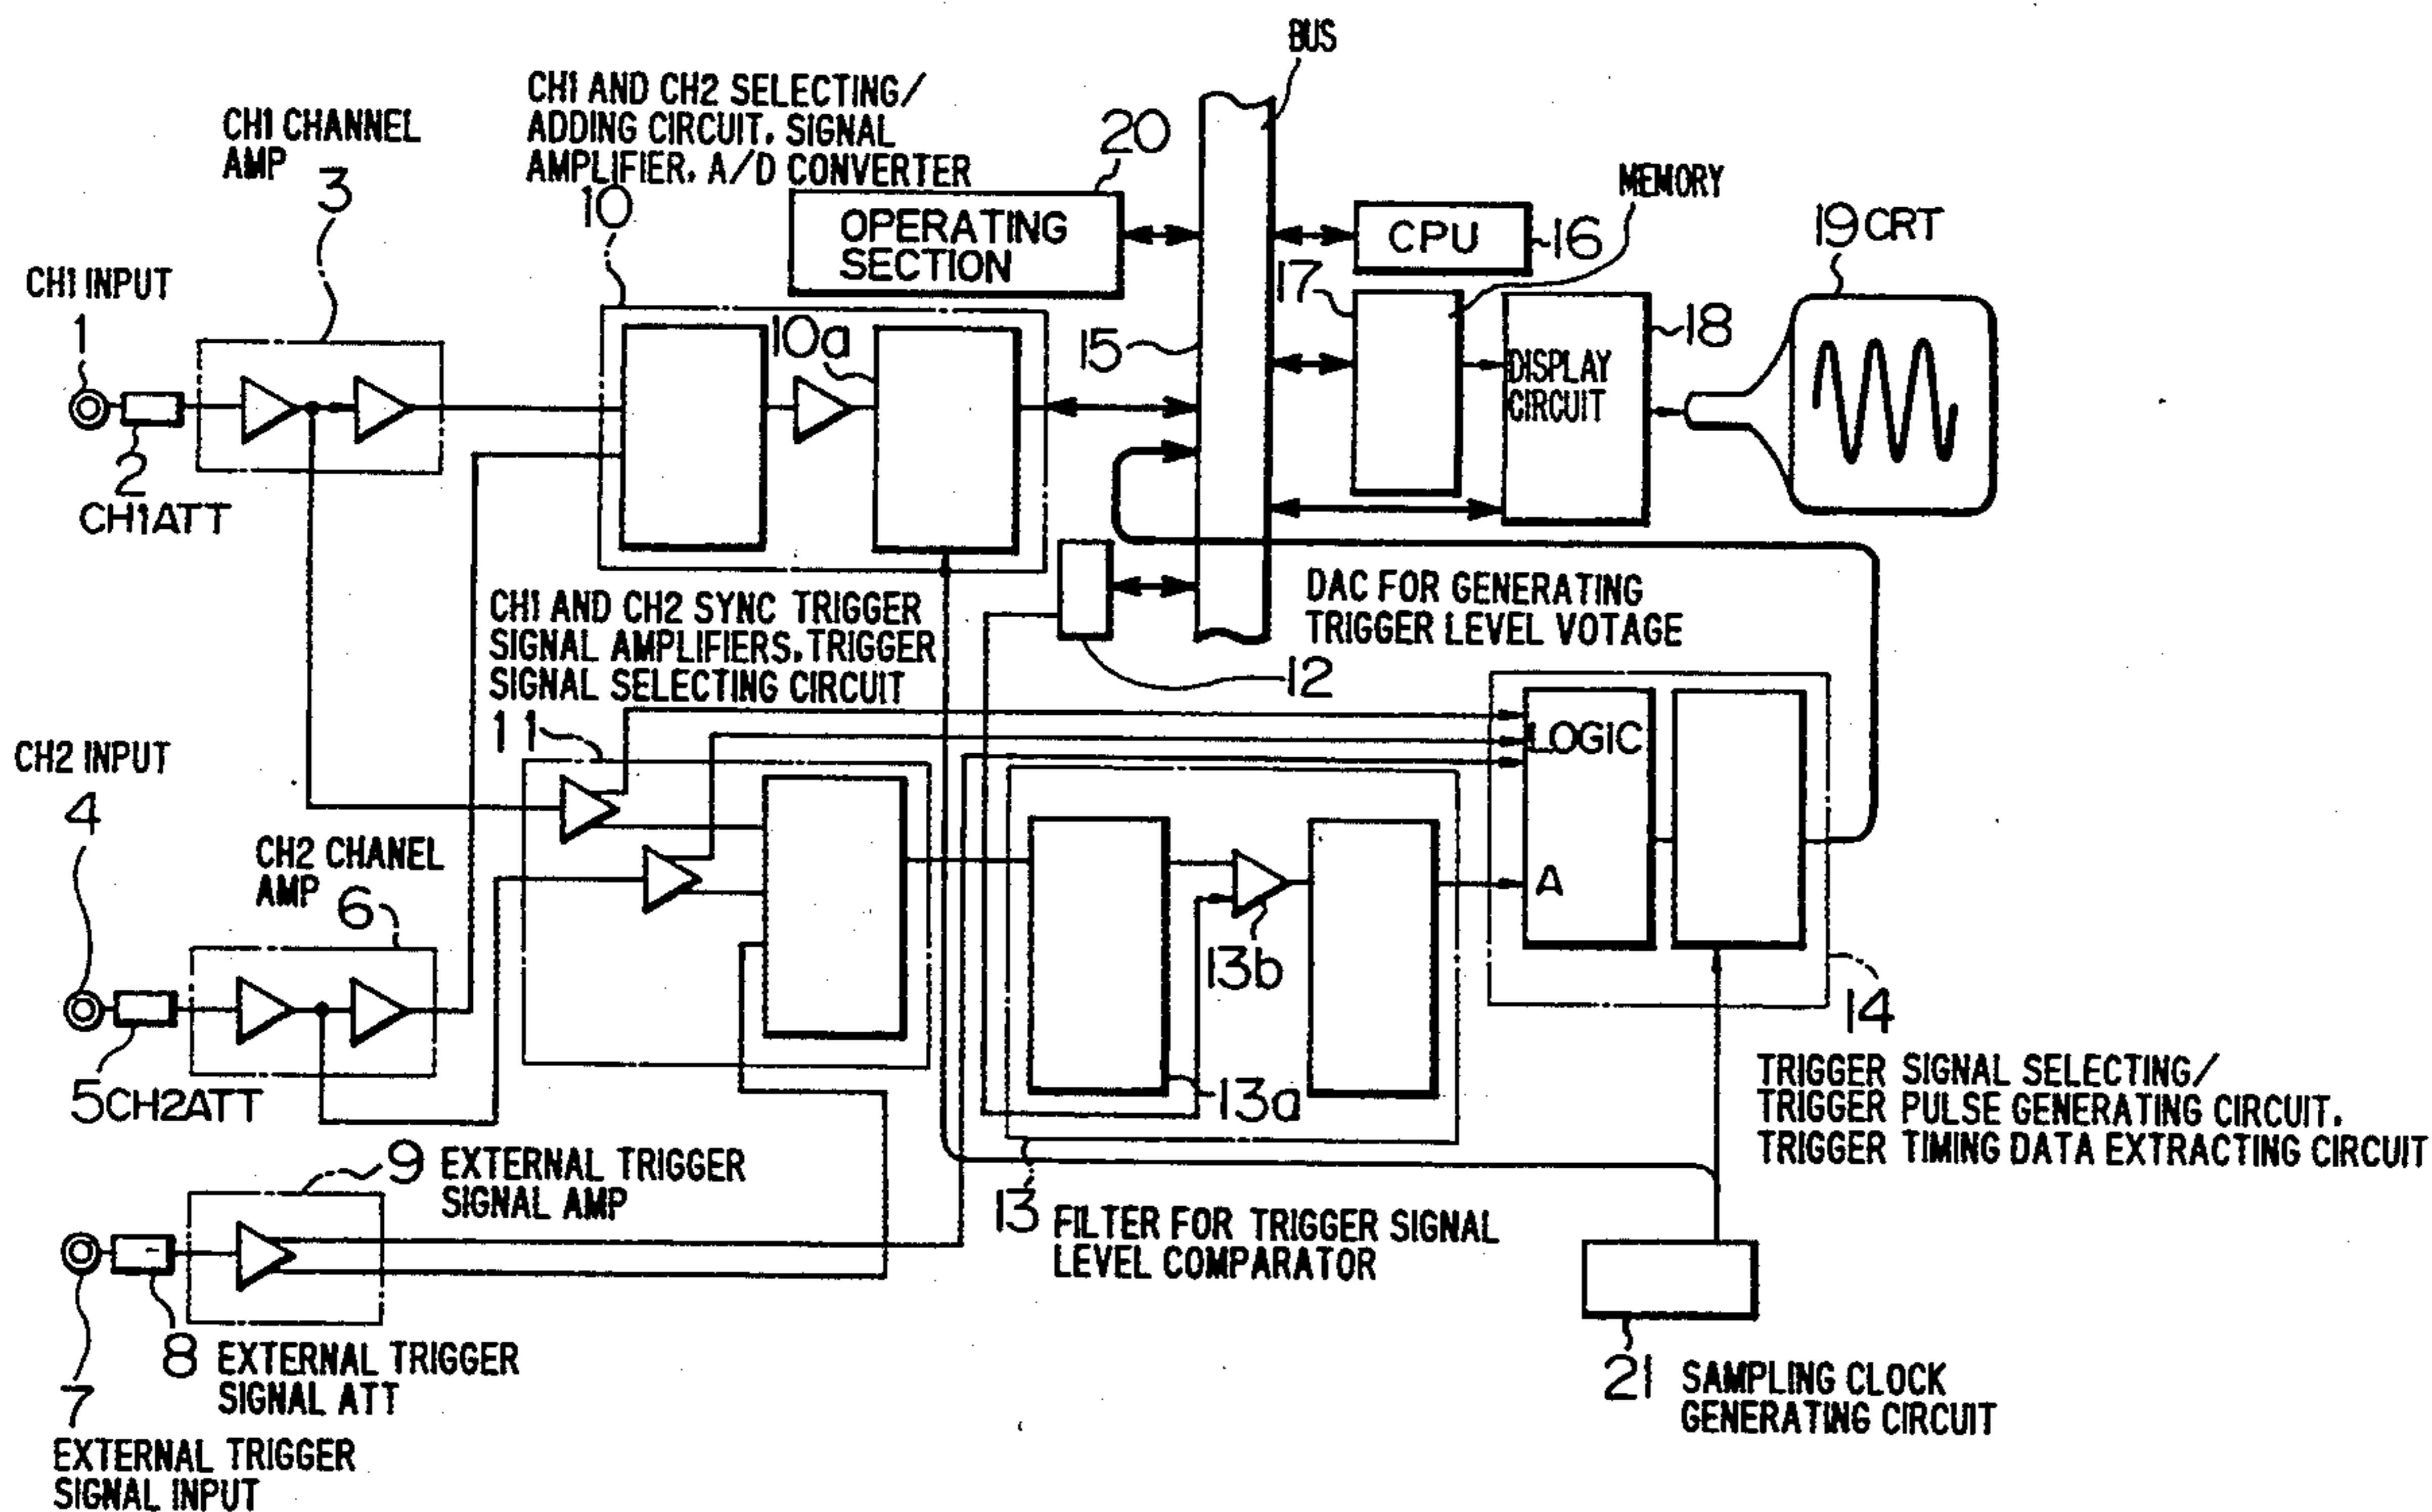 BUS
CH1 AND CH2 SELECTING/
ADDING CIRCUIT, SIGNAL
AMPLIFIER, A/D CONVERTER
10
CH1 CHANNEL
AMP
3
20
OPERATING
SECTION
MEMORY
CPU
16
19 CRT
CH1 INPUT
1
17
18
10a
15
DISPLAY
CIRCUIT
2
CH1ATT
CH1 AND CH2 SYNC TRIGGER
SIGNAL AMPLIFIERS, TRIGGER
SIGNAL SELECTING CIRCUIT
11
DAC FOR GENERATING
TRIGGER LEVEL VOTAGE
12
LOGIC
A
CH2 INPUT
4
CH2 CHANEL
AMP
6
13b
14
5CH2ATT
13a
TRIGGER SIGNAL SELECTING/
TRIGGER PULSE GENERATING CIRCUIT,
TRIGGER TIMING DATA EXTRACTING CIRCUIT
9 EXTERNAL TRIGGER
SIGNAL AMP
13 FILTER FOR TRIGGER SIGNAL
LEVEL COMPARATOR
8 EXTERNAL TRIGGER
SIGNAL ATT
21 SAMPLING CLOCK
GENERATING CIRCUIT
7
EXTERNAL TRIGGER
SIGNAL INPUT